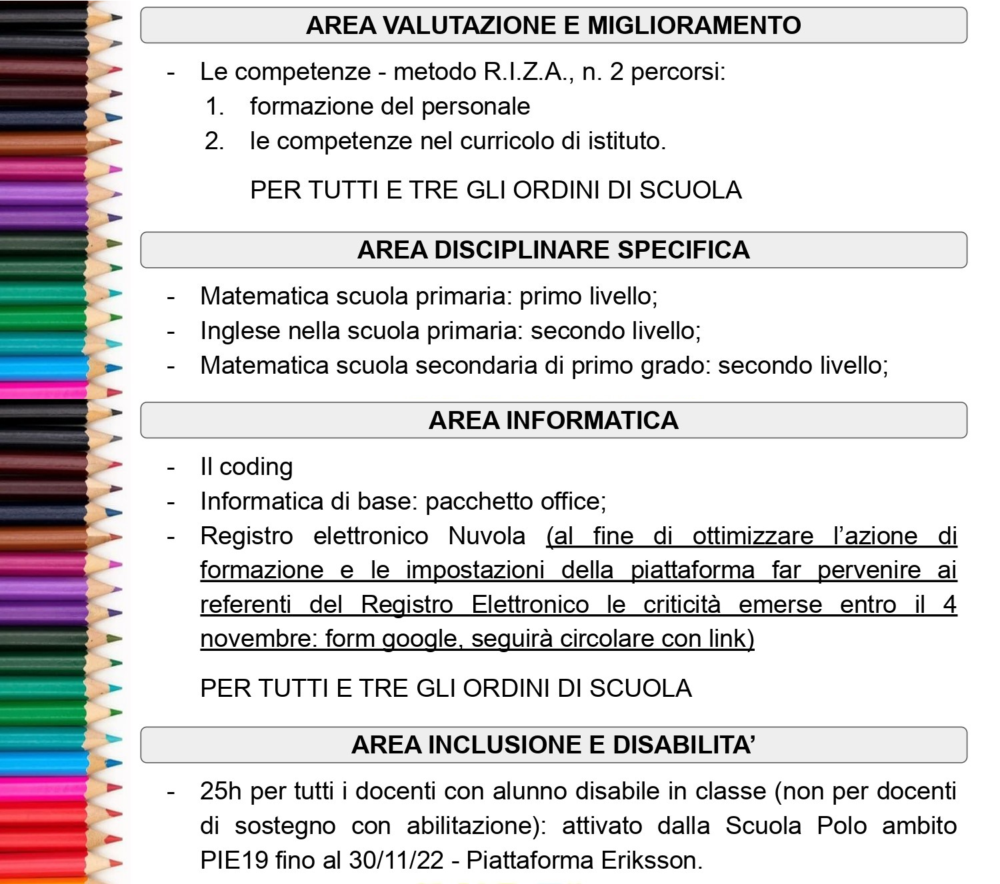 AREA VALUTAZIONE E MIGLIORAMENTO
- Le competenze - metodo R.I.Z.A., n. 2 percorsi:
1. formazione del personale
2. le competenze nel curricolo di istituto.
PER TUTTI E TRE GLI ORDINI DI SCUOLA
AREA DISCIPLINARE SPECIFICA
- Matematica scuola primaria: primo livello;
- Inglese nella scuola primaria: secondo livello;
- Matematica scuola secondaria di primo grado: secondo livello;
AREA INFORMATICA
- Il coding
- Informatica di base: pacchetto office;
- Registro elettronico Nuvola (al fine di ottimizzare l’azione di
formazione e le impostazioni della piattaforma far pervenire ai
referenti del Registro Elettronico le criticità emerse entro il 4
novembre: form google, seguirà circolare con link)
PER TUTTI E TRE GLI ORDINI DI SCUOLA
AREA INCLUSIONE E DISABILITA’
- 25h per tutti i docenti con alunno disabile in classe (non per docenti
di sostegno con abilitazione): attivato dalla Scuola Polo ambito
PIE19 fino al 30/11/22 - Piattaforma Eriksson.